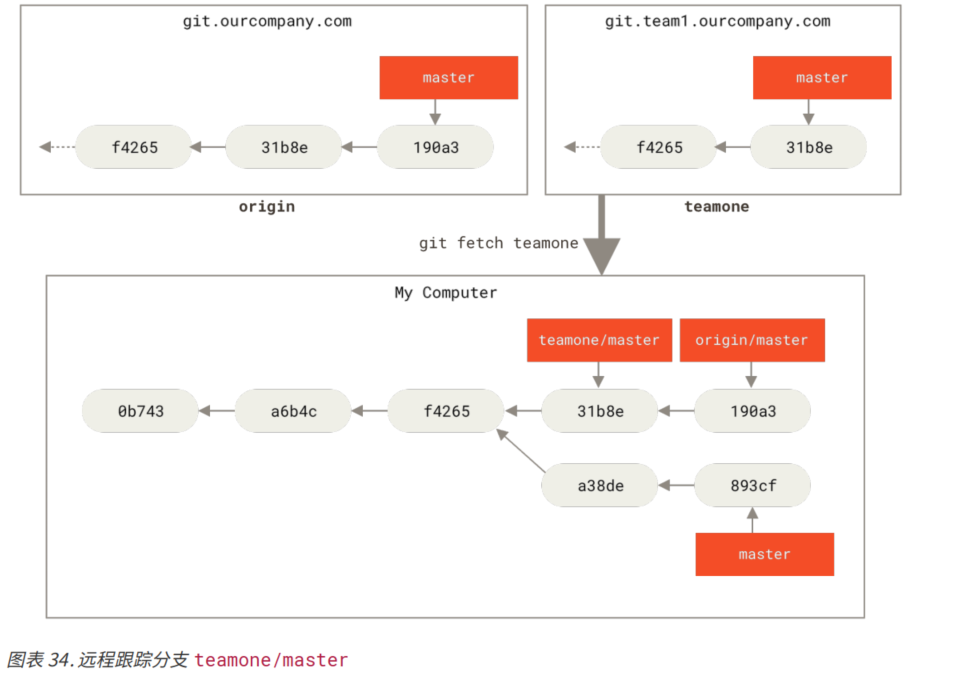 git.ourcompany.com
git.team1.ourcompany.com
master
master
f4265
31b8e
190a3
f4265
31b8e
origin
teamone
git fetch teamone
My Computer
teamone/master
origin/master
0b743
a6b4c
f4265
31b8e
190a3
a38de
893cf
master
图表 34. 远程跟踪分支 teamone/master